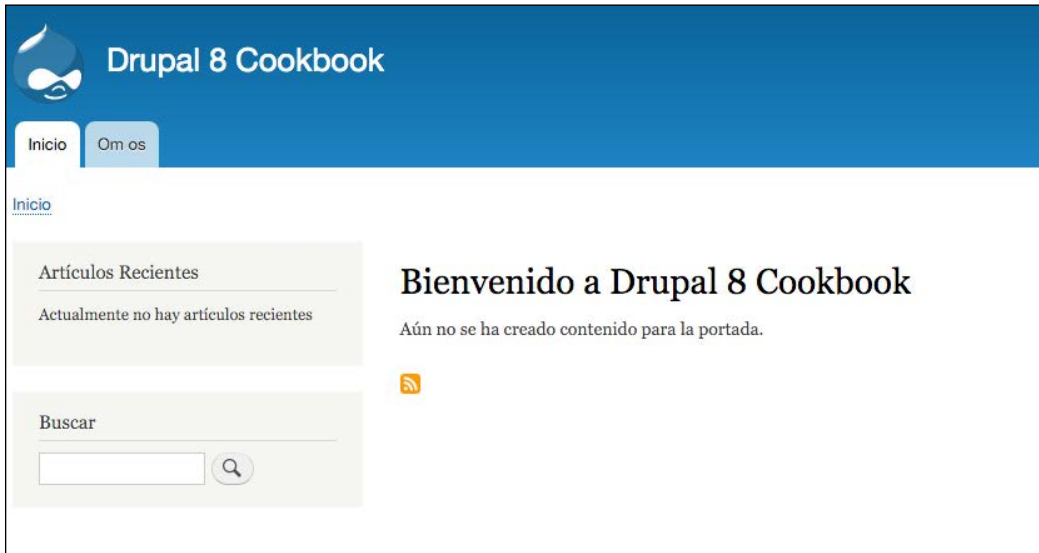 Drupal 8 Cookbook
Inicio
Om os
Inicio
Artículos Recientes
Actualmente no hay artículos recientes
Buscar
Bienvenido a Drupal 8 Cookbook
Aún no se ha creado contenido para la portada.